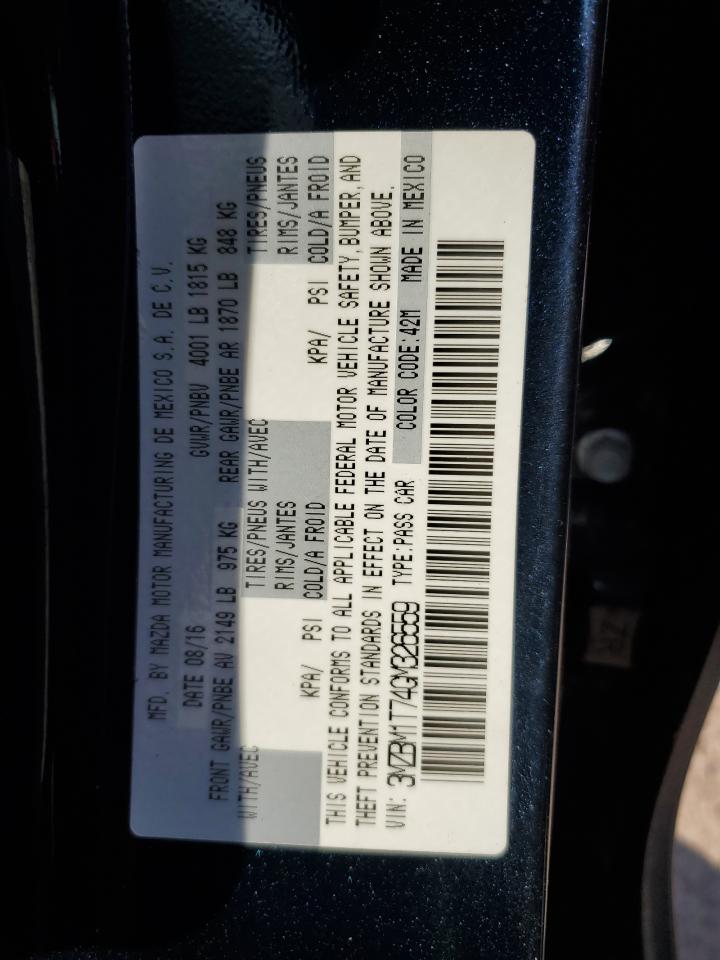 MFD. BY MAZDA MOTOR MANUFACTURING DE MEXICO S.A. DE C.V.
DATE 08/16 GVWR/PNBV 4001 LB 1815 KG
FRONT GAWR/PNBE AV 2149 LB 975 KG REAR GAWR/PNBE AR 1870 LB 848 KG
WITH/AVEC TIRES/PNEUS WITH/AVEC TIRES/PNEUS
RIMS/JANTES RIMS/JANTES
KPA/ PSI COLD/A FROID KPA/ PSI COLD/A FROID
THIS VEHICLE CONFORMS TO ALL APPLICABLE FEDERAL MOTOR VEHICLE SAFETY, BUMPER, AND
THEFT PREVENTION STANDARDS IN EFFECT ON THE DATE OF MANUFACTURE SHOWN ABOVE.
VIN: 3MZBM1T74GM326559 TYPE:PASS CAR COLOR CODE:42M MADE IN MEXICO